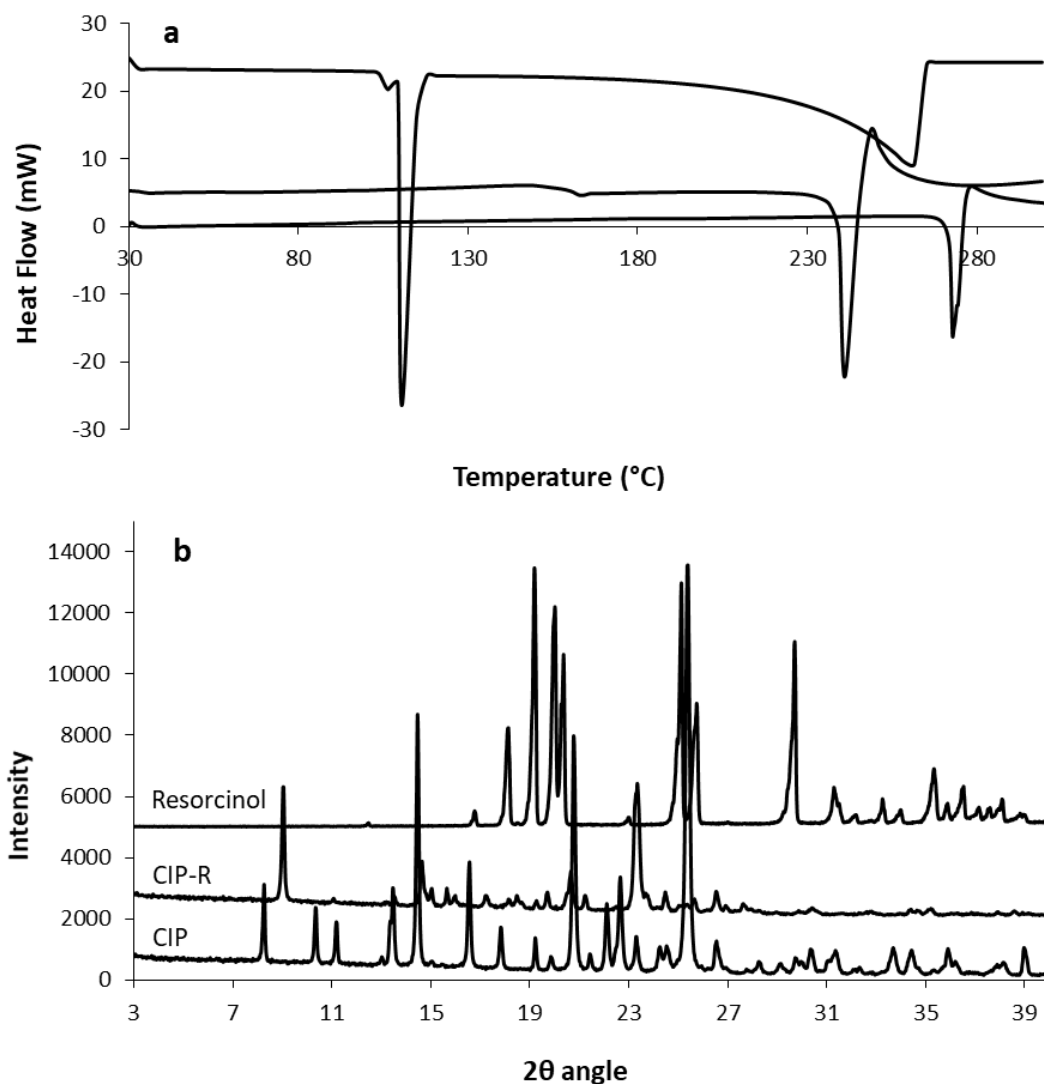 a
30
20
10
0
-10
-20
-30
30 80 130 180 230 280
Heat Flow (mW)
Temperature (°C)
b
14000
12000
10000
8000
6000
4000
2000
0
Resorcinol
CIP-R
CIP
3 7 11 15 19 23 27 31 35 39
Intensity
2θ angle